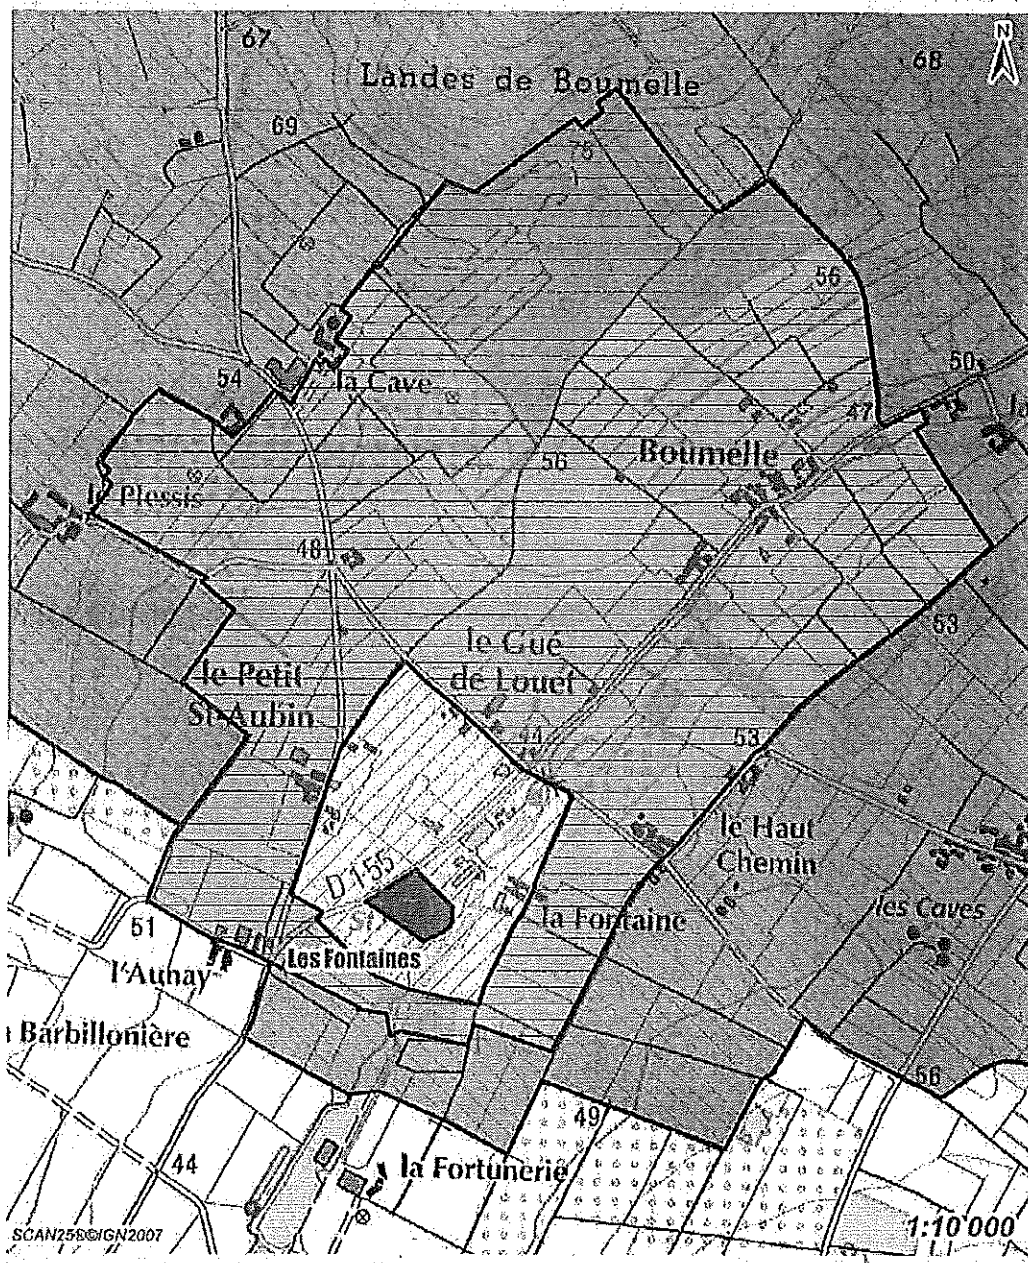 N
67
68
Landes de Boumelle
69
75
56
50
54
la Cave
47
Boumelle
56
le Plessis
48
53
le Gué
de Louet
le Petit
St-Aubin
53
le Haut
Chemin
D 155
51
la Fontaine
les Caves
Les Fontaines
l'Aunay
Barbillonière
56
49
44
la Fortunerie
SCAN25®©IGN2007
1:10 000